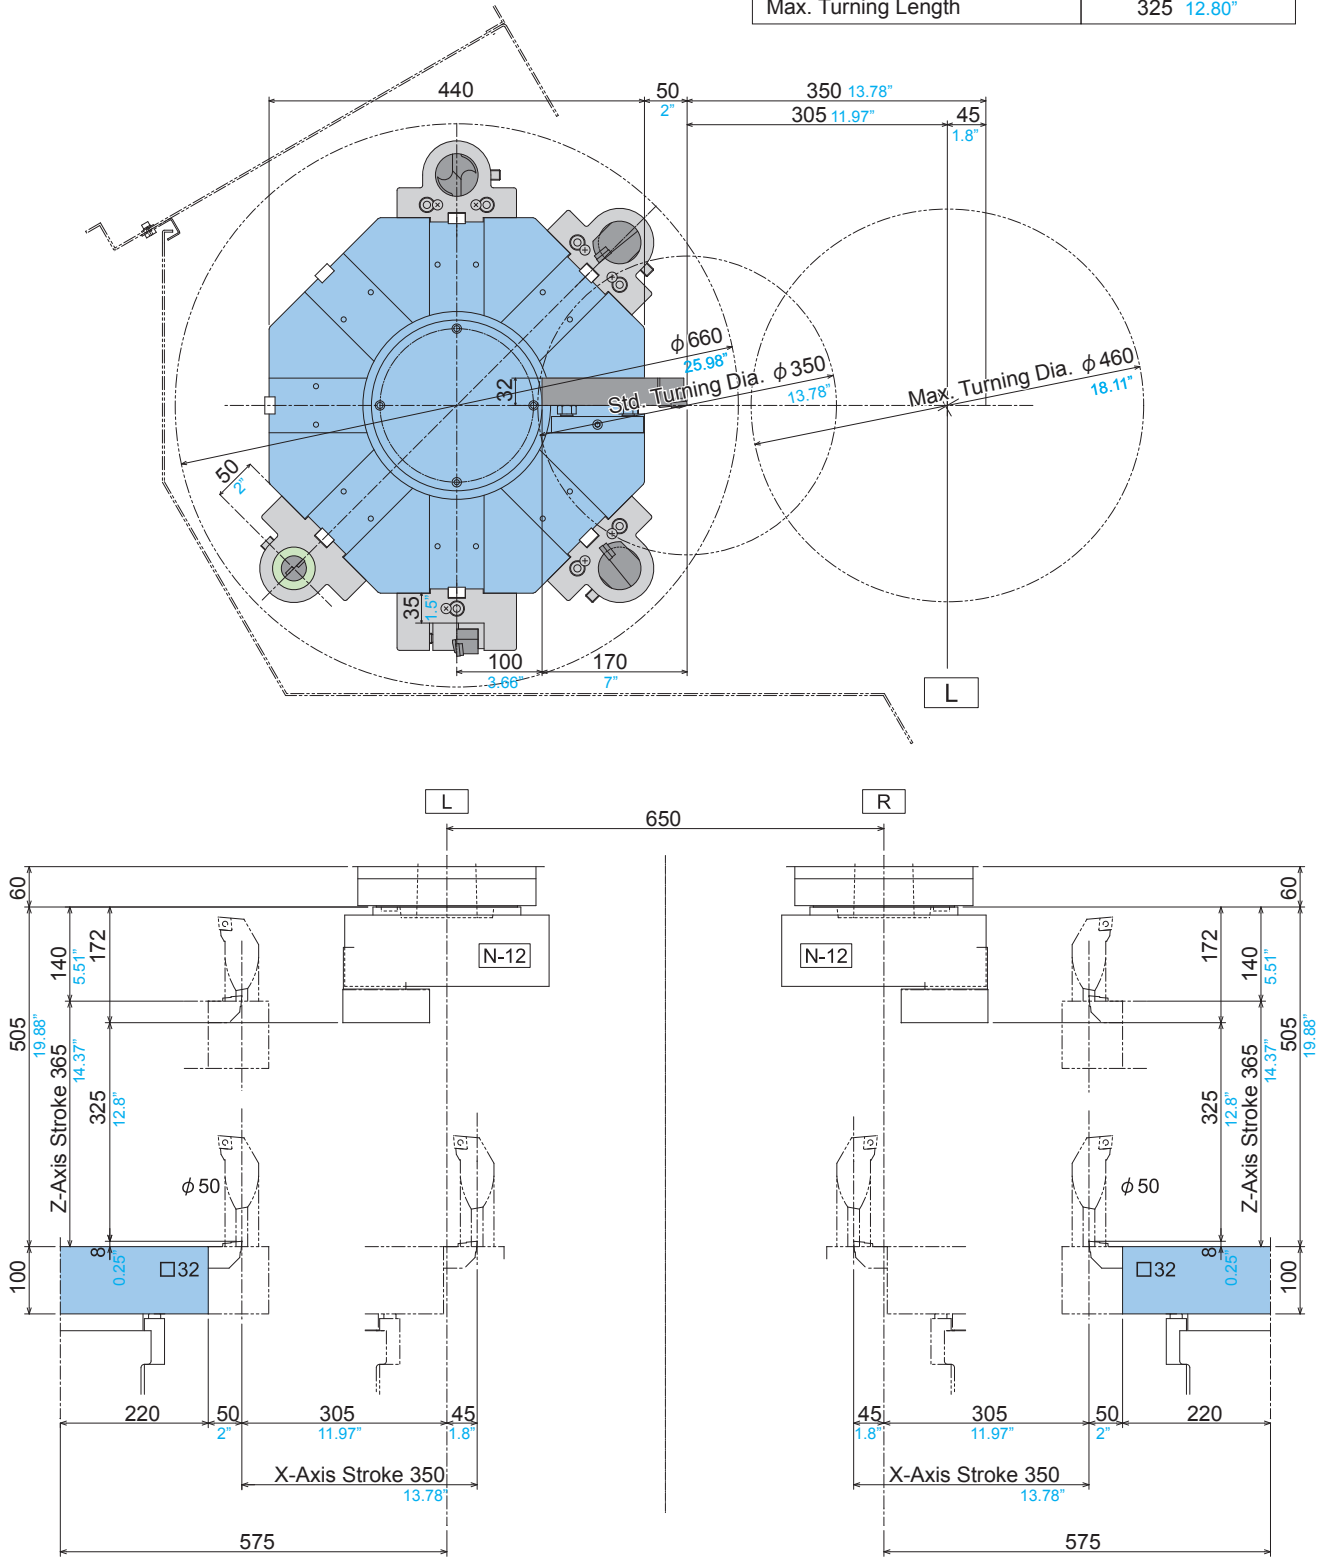 Max. Turning Length 325 12.80”
440 50 350 13.78”
2” 305 11.97” 45
1.8”
ϕ660
25.98”
Std. Turning Dia. ϕ350
13.78”
Max. Turning Dia. ϕ460
18.11”
32
50
2”
35
1.5”
100 170
3.66” 7”
L
L R
650
60 60
N-12 N-12
172 172
140 140
5.51” 5.51”
505 505
19.88” 19.88”
Z-Axis Stroke 365 Z-Axis Stroke 365
14.37” 14.37”
325 325
12.8” 12.8”
ϕ50 ϕ50
8 8
0.25” 0.25”
□32 □32
100 100
220 50 305 45 45 305 50 220
2” 11.97” 1.8” 1.8” 11.97” 2”
X-Axis Stroke 350 X-Axis Stroke 350
13.78” 13.78”
575 575